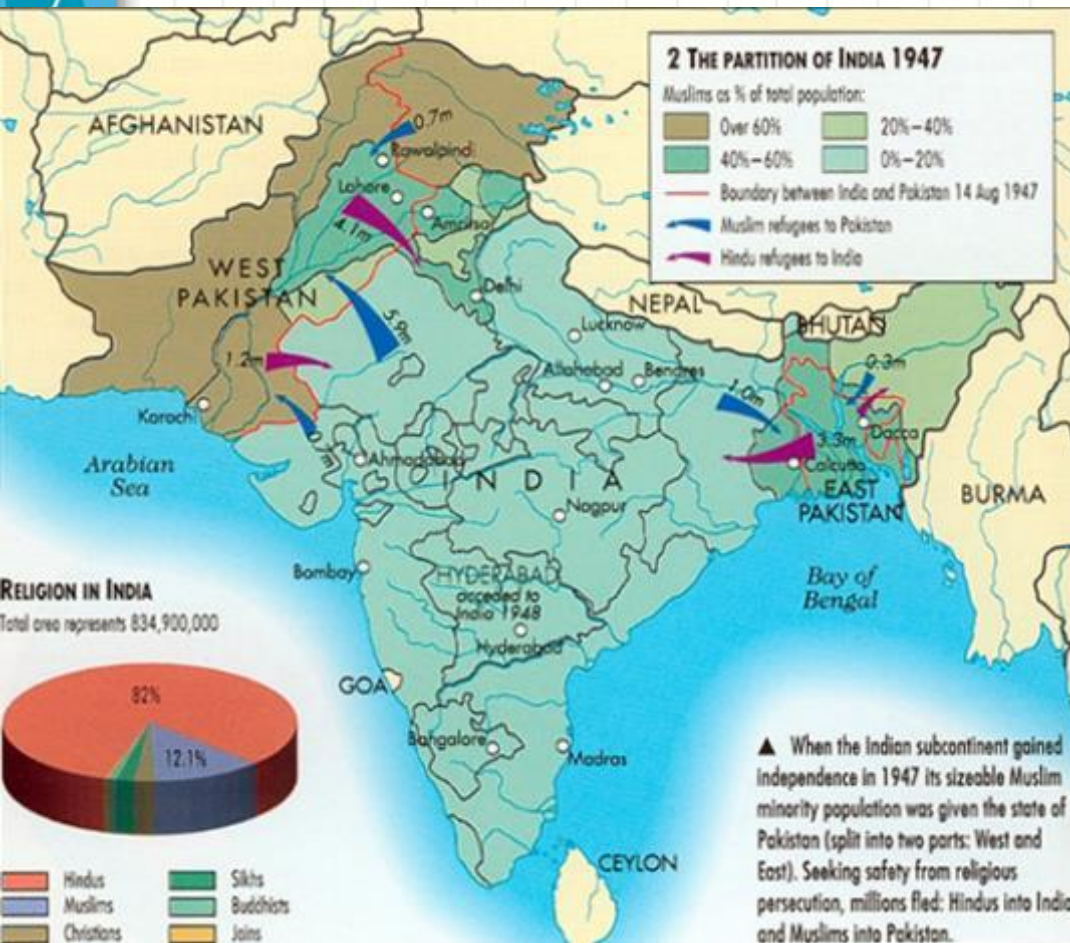 2 THE PARTITION OF INDIA 1947
Muslims as % of total population:
Over 60%
20%–40%
40%–60%
0%–20%
Boundary between India and Pakistan 14 Aug 1947
Muslim refugees to Pakistan
Hindu refugees to India
AFGHANISTAN
0.7m
Rawalpindi
Lahore
Amritsar
4.1m
WEST
PAKISTAN
Delhi
NEPAL
BHUTAN
5.9m
Lucknow
1.2m
Allahabad
Benares
1.0m
0.3m
Karachi
Dacca
3.3m
Ahmadabad
Calcutta
Arabian
Sea
INDIA
EAST
PAKISTAN
BURMA
Nagpur
Bombay
HYDERABAD
acceded to
India 1948
Hyderabad
Bay of
Bengal
GOA
Bangalore
Madras
CEYLON
RELIGION IN INDIA
Total area represents 834,900,000
82%
12.1%
Hindus
Sikhs
Muslims
Buddhists
Christians
Jains
▲ When the Indian subcontinent gained
independence in 1947 its sizeable Muslim
minority population was given the state of
Pakistan (split into two parts: West and
East). Seeking safety from religious
persecution, millions fled: Hindus into India
and Muslims into Pakistan.